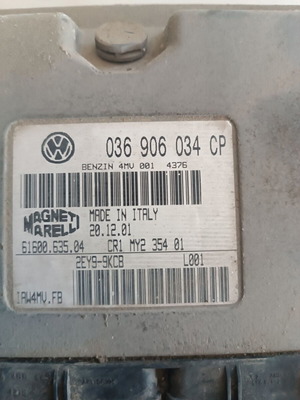 036 906 034 CP
BENZIN 4MV 001 4376
MAGNETI
MARELLI
MADE IN ITALY
20.12.01
61600.635.04 CR1 MY2 354 01
2EY9-9KCB L001
IAW4MV.FB